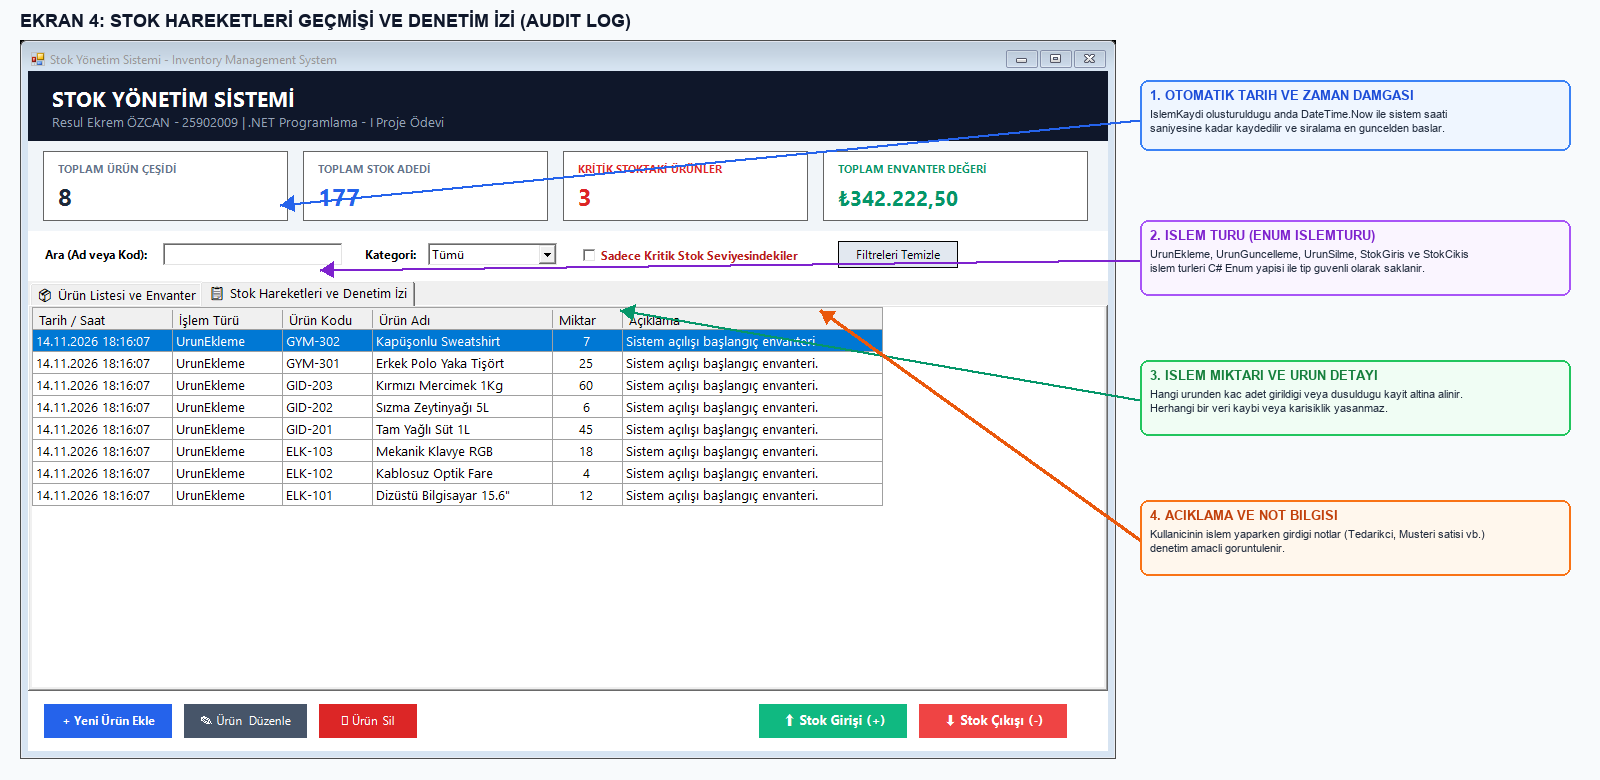 EKRAN 4: STOK HAREKETLERİ GEÇMİŞİ VE DENETİM İZİ (AUDIT LOG)
Stok Yönetim Sistemi - Inventory Management System
STOK YÖNETİM SİSTEMİ
Resul Ekrem ÖZCAN - 25902009 | .NET Programlama - I Proje Ödevi
TOPLAM ÜRÜN ÇEŞİDİ
8
TOPLAM STOK ADEDİ
177
KRİTİK STOKTAKİ ÜRÜNLER
3
TOPLAM ENVANTER DEĞERİ
₺342.222,50
Ara (Ad veya Kod): Kategori: Tümü Sadece Kritik Stok Seviyesindekiler Filtreleri Temizle
Ürün Listesi ve Envanter Stok Hareketleri ve Denetim İzi
Tarih / Saat İşlem Türü Ürün Kodu Ürün Adı Miktar Açıklama
14.11.2026 18:16:07 UrunEkleme GYM-302 Kapüşonlu Sweatshirt 7 Sistem açılışı başlangıç envanteri.
14.11.2026 18:16:07 UrunEkleme GYM-301 Erkek Polo Yaka Tişört 25 Sistem açılışı başlangıç envanteri.
14.11.2026 18:16:07 UrunEkleme GID-203 Kırmızı Mercimek 1Kg 60 Sistem açılışı başlangıç envanteri.
14.11.2026 18:16:07 UrunEkleme GID-202 Sızma Zeytinyağı 5L 6 Sistem açılışı başlangıç envanteri.
14.11.2026 18:16:07 UrunEkleme GID-201 Tam Yağlı Süt 1L 45 Sistem açılışı başlangıç envanteri.
14.11.2026 18:16:07 UrunEkleme ELK-103 Mekanik Klavye RGB 18 Sistem açılışı başlangıç envanteri.
14.11.2026 18:16:07 UrunEkleme ELK-102 Kablosuz Optik Fare 4 Sistem açılışı başlangıç envanteri.
14.11.2026 18:16:07 UrunEkleme ELK-101 Dizüstü Bilgisayar 15.6" 12 Sistem açılışı başlangıç envanteri.
+ Yeni Ürün Ekle Ürün Düzenle Ürün Sil Stok Girişi (+) Stok Çıkışı (-)
1. OTOMATIK TARIH VE ZAMAN DAMGASI
IslemKaydi olusturuldugu anda DateTime.Now ile sistem saati
saniyesine kadar kaydedilir ve siralama en guncelden baslar.
2. ISLEM TURU (ENUM ISLEMTURU)
UrunEkleme, UrunGuncelleme, UrunSilme, StokGiris ve StokCikis
islem turleri C# Enum yapisi ile tip guvenli olarak saklanir.
3. ISLEM MIKTARI VE URUN DETAYI
Hangi urunden kac adet girildigi veya dusuldugu kayit altina alinir.
Herhangi bir veri kaybi veya karisiklik yasanmaz.
4. ACIKLAMA VE NOT BILGISI
Kullanicinin islem yaparken girdigi notlar (Tedarikci, Musteri satisi vb.)
denetim amacli goruntulenir.